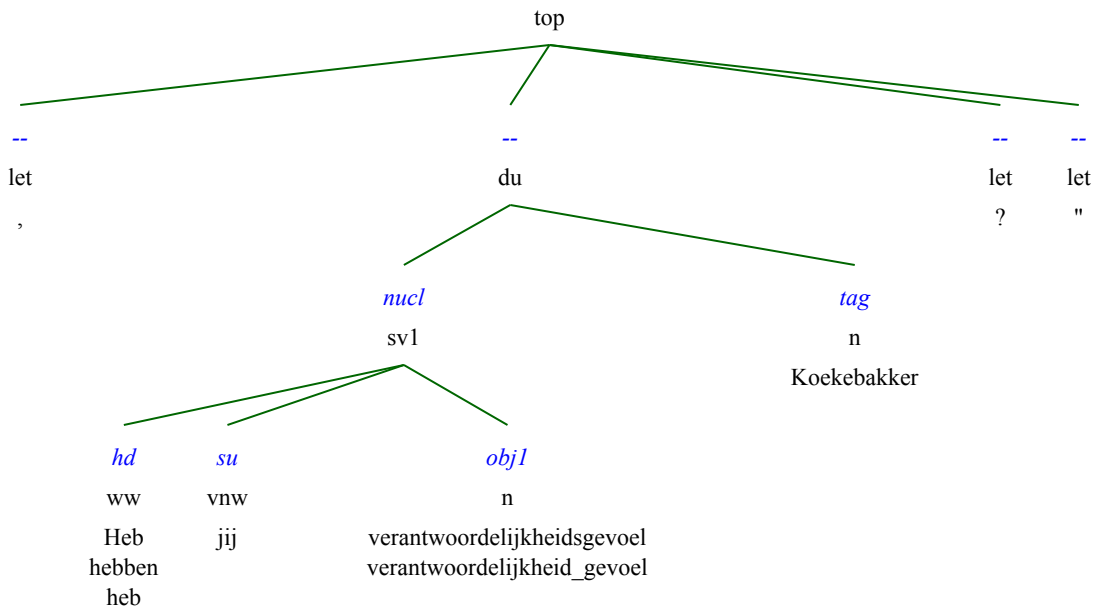 top
-- -- -- --
let du let let
, ? "
nucl tag
sv1 n
Koekebakker
hd su obj1
ww vnw n
Heb jij verantwoordelijkheidsgevoel
hebben verantwoordelijkheid_gevoel
heb